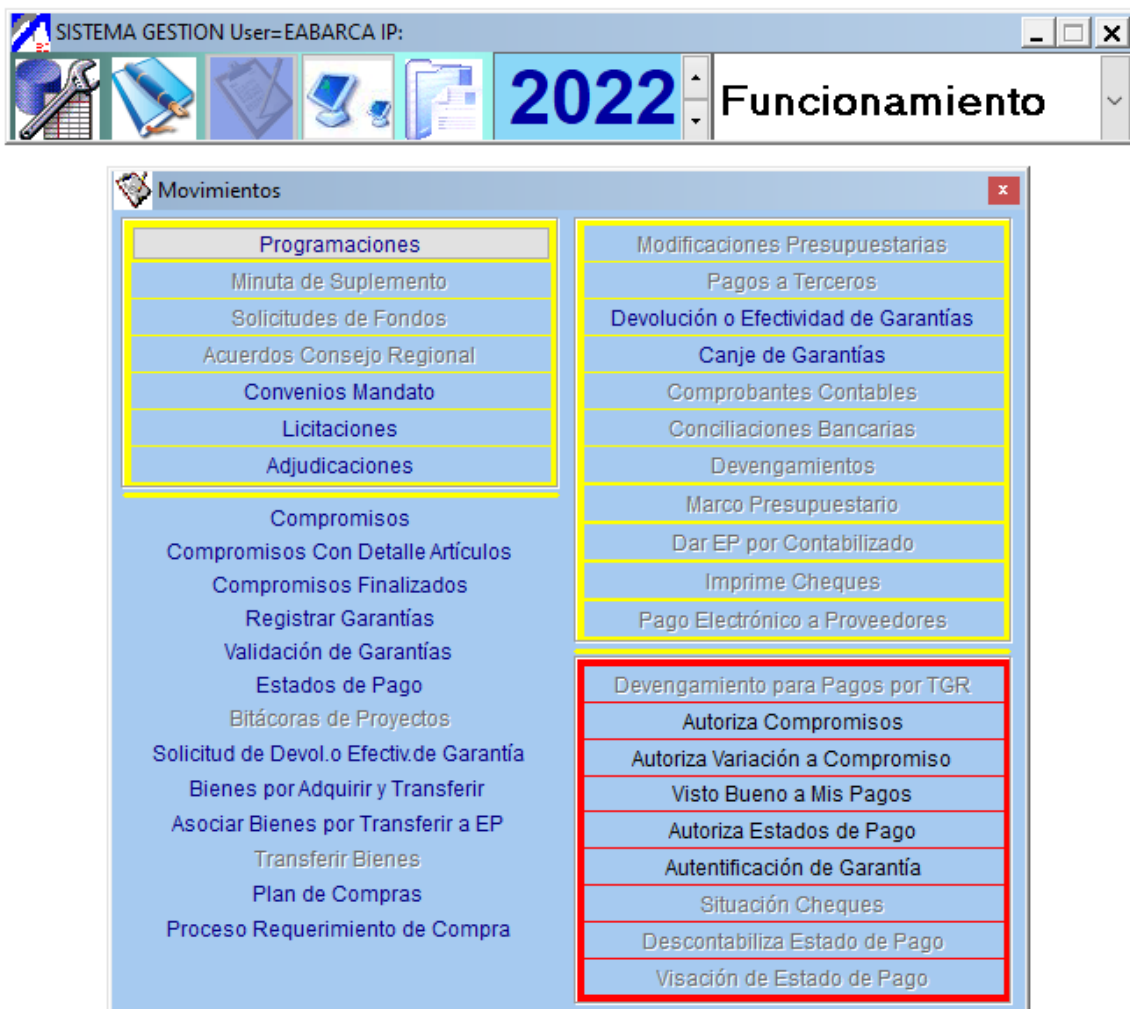 SISTEMA GESTION User=EABARCA IP:
2022
Funcionamiento
Movimientos
Programaciones
Minuta de Suplemento
Solicitudes de Fondos
Acuerdos Consejo Regional
Convenios Mandato
Licitaciones
Adjudicaciones
Compromisos
Compromisos Con Detalle Artículos
Compromisos Finalizados
Registrar Garantías
Validación de Garantías
Estados de Pago
Bitácoras de Proyectos
Solicitud de Devol.o Efectiv.de Garantía
Bienes por Adquirir y Transferir
Asociar Bienes por Transferir a EP
Transferir Bienes
Plan de Compras
Proceso Requerimiento de Compra
Modificaciones Presupuestarias
Pagos a Terceros
Devolución o Efectividad de Garantías
Canje de Garantías
Comprobantes Contables
Conciliaciones Bancarias
Devengamientos
Marco Presupuestario
Dar EP por Contabilizado
Imprime Cheques
Pago Electrónico a Proveedores
Devengamiento para Pagos por TGR
Autoriza Compromisos
Autoriza Variación a Compromiso
Visto Bueno a Mis Pagos
Autoriza Estados de Pago
Autentificación de Garantía
Situación Cheques
Descontabiliza Estado de Pago
Visación de Estado de Pago